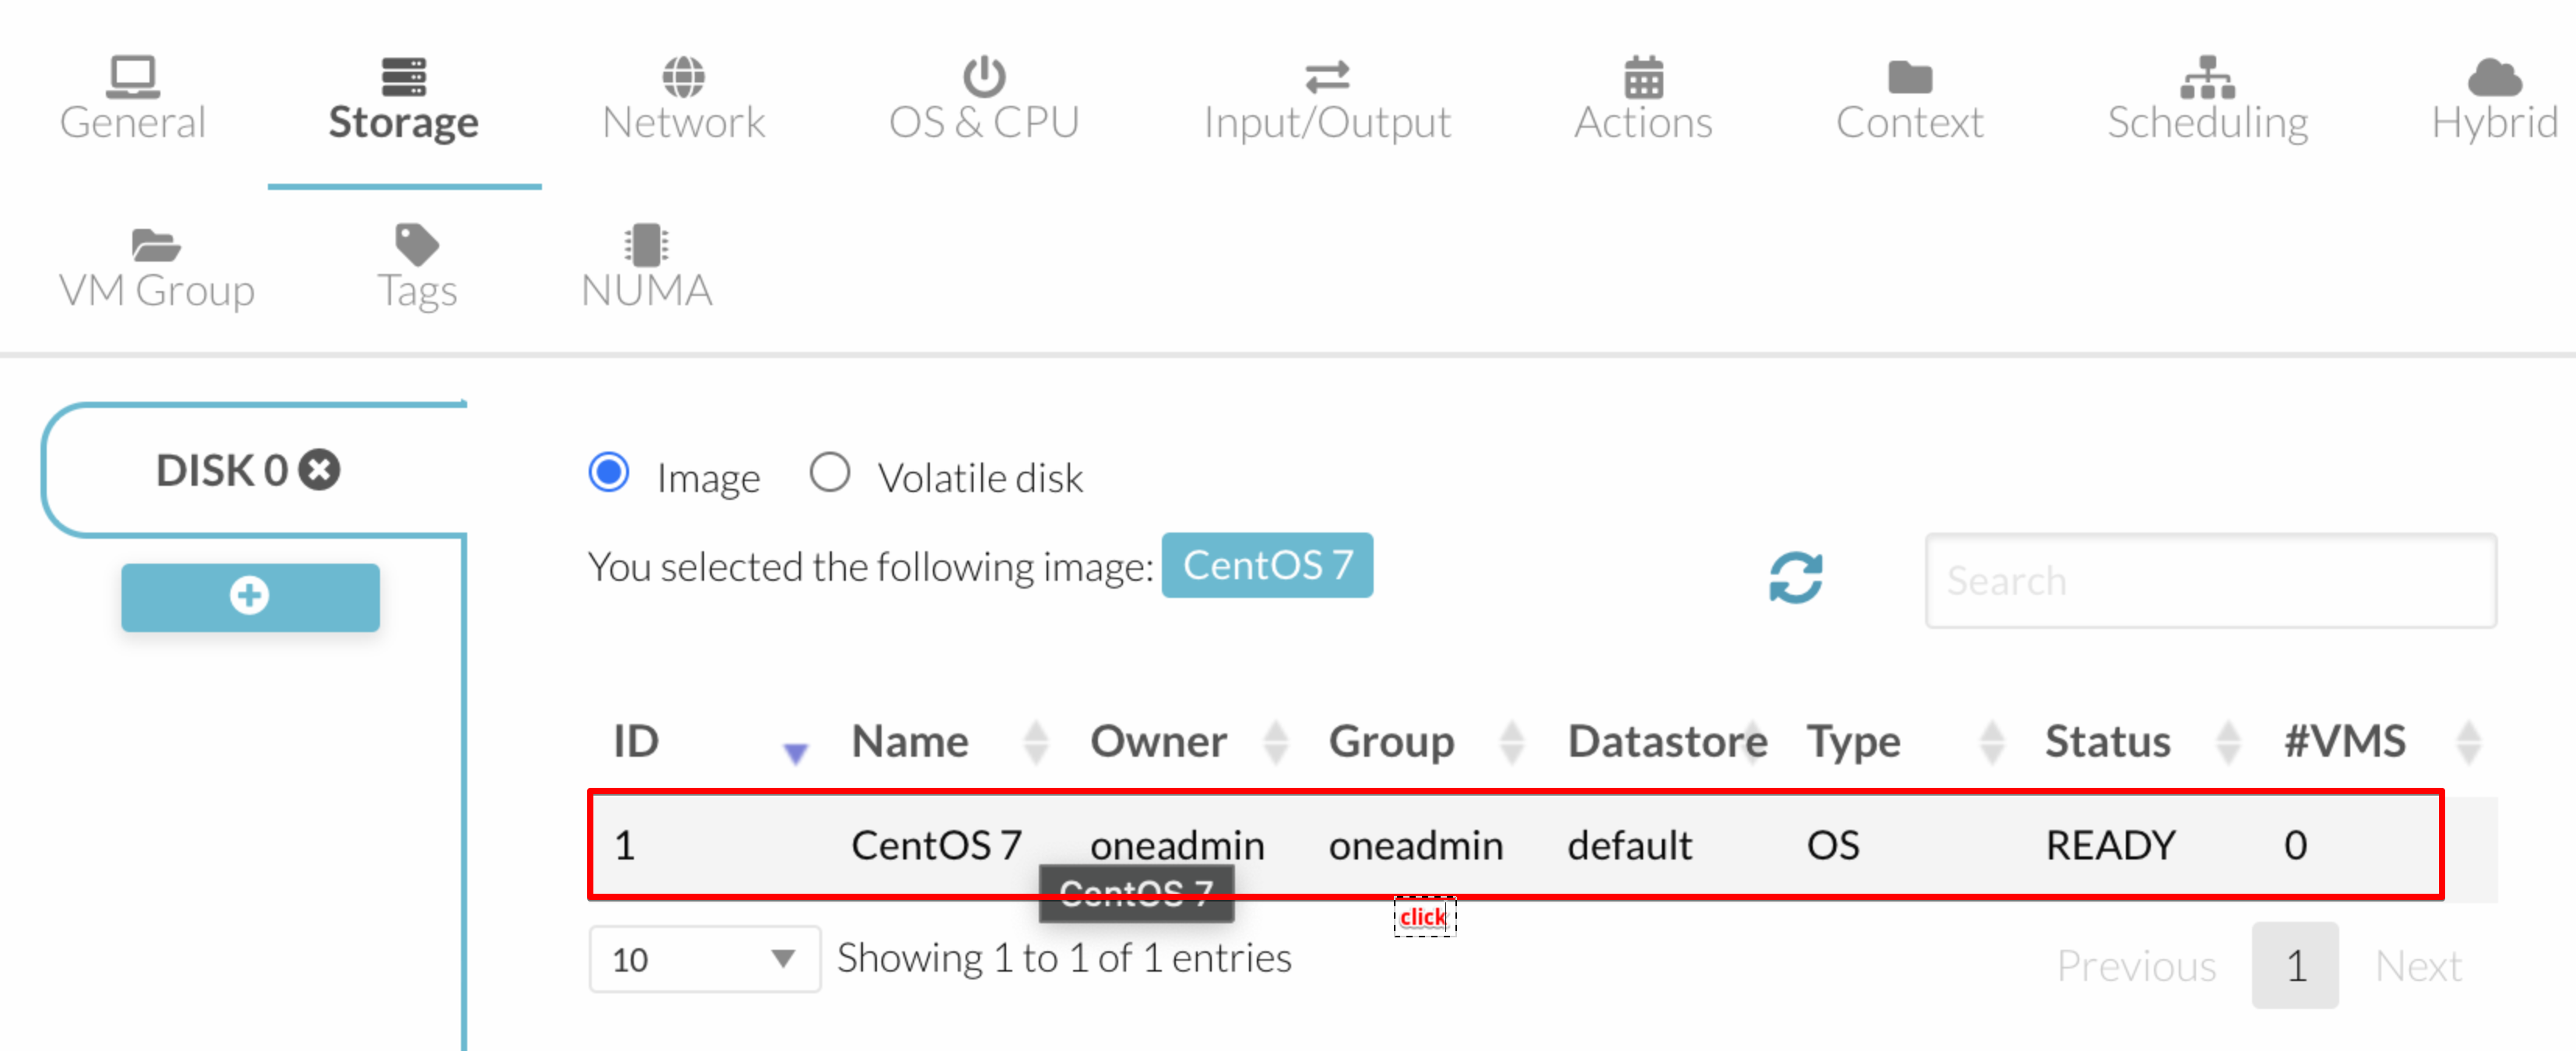 General Storage Network OS & CPU Input/Output Actions Context Scheduling Hybrid
VM Group Tags NUMA
DISK 0
Image Volatile disk
You selected the following image: CentOS 7 Search
ID Name Owner Group Datastore Type Status #VMS
1 CentOS 7 oneadmin oneadmin default OS READY 0
CentOS 7
click
10 Showing 1 to 1 of 1 entries Previous 1 Next